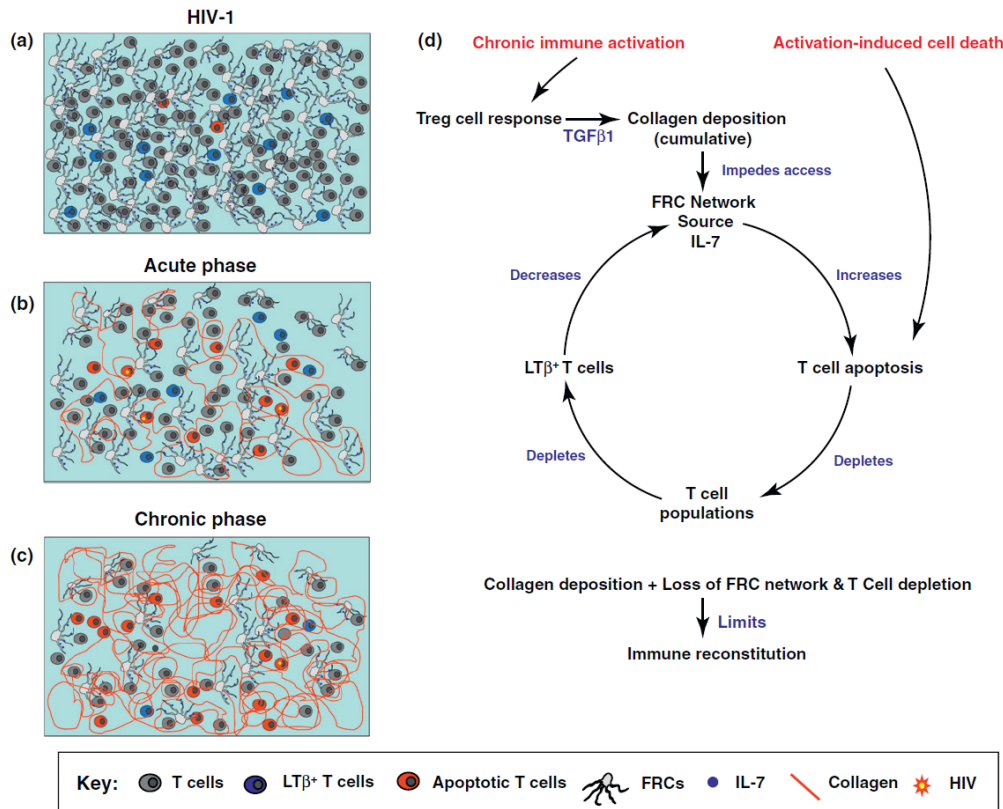 HIV-1
(a)
Acute phase
(b)
Chronic phase
(c)
(d)
Chronic immune activation
Activation-induced cell death
Treg cell response
TGFβ1
Collagen deposition
(cumulative)
Impedes access
FRC Network
Source
IL-7
Decreases
Increases
LTβ+ T cells
T cell apoptosis
Depletes
Depletes
T cell
populations
Collagen deposition + Loss of FRC network & T Cell depletion
Limits
Immune reconstitution
Key: T cells LTβ+ T cells Apoptotic T cells FRCs IL-7 Collagen HIV